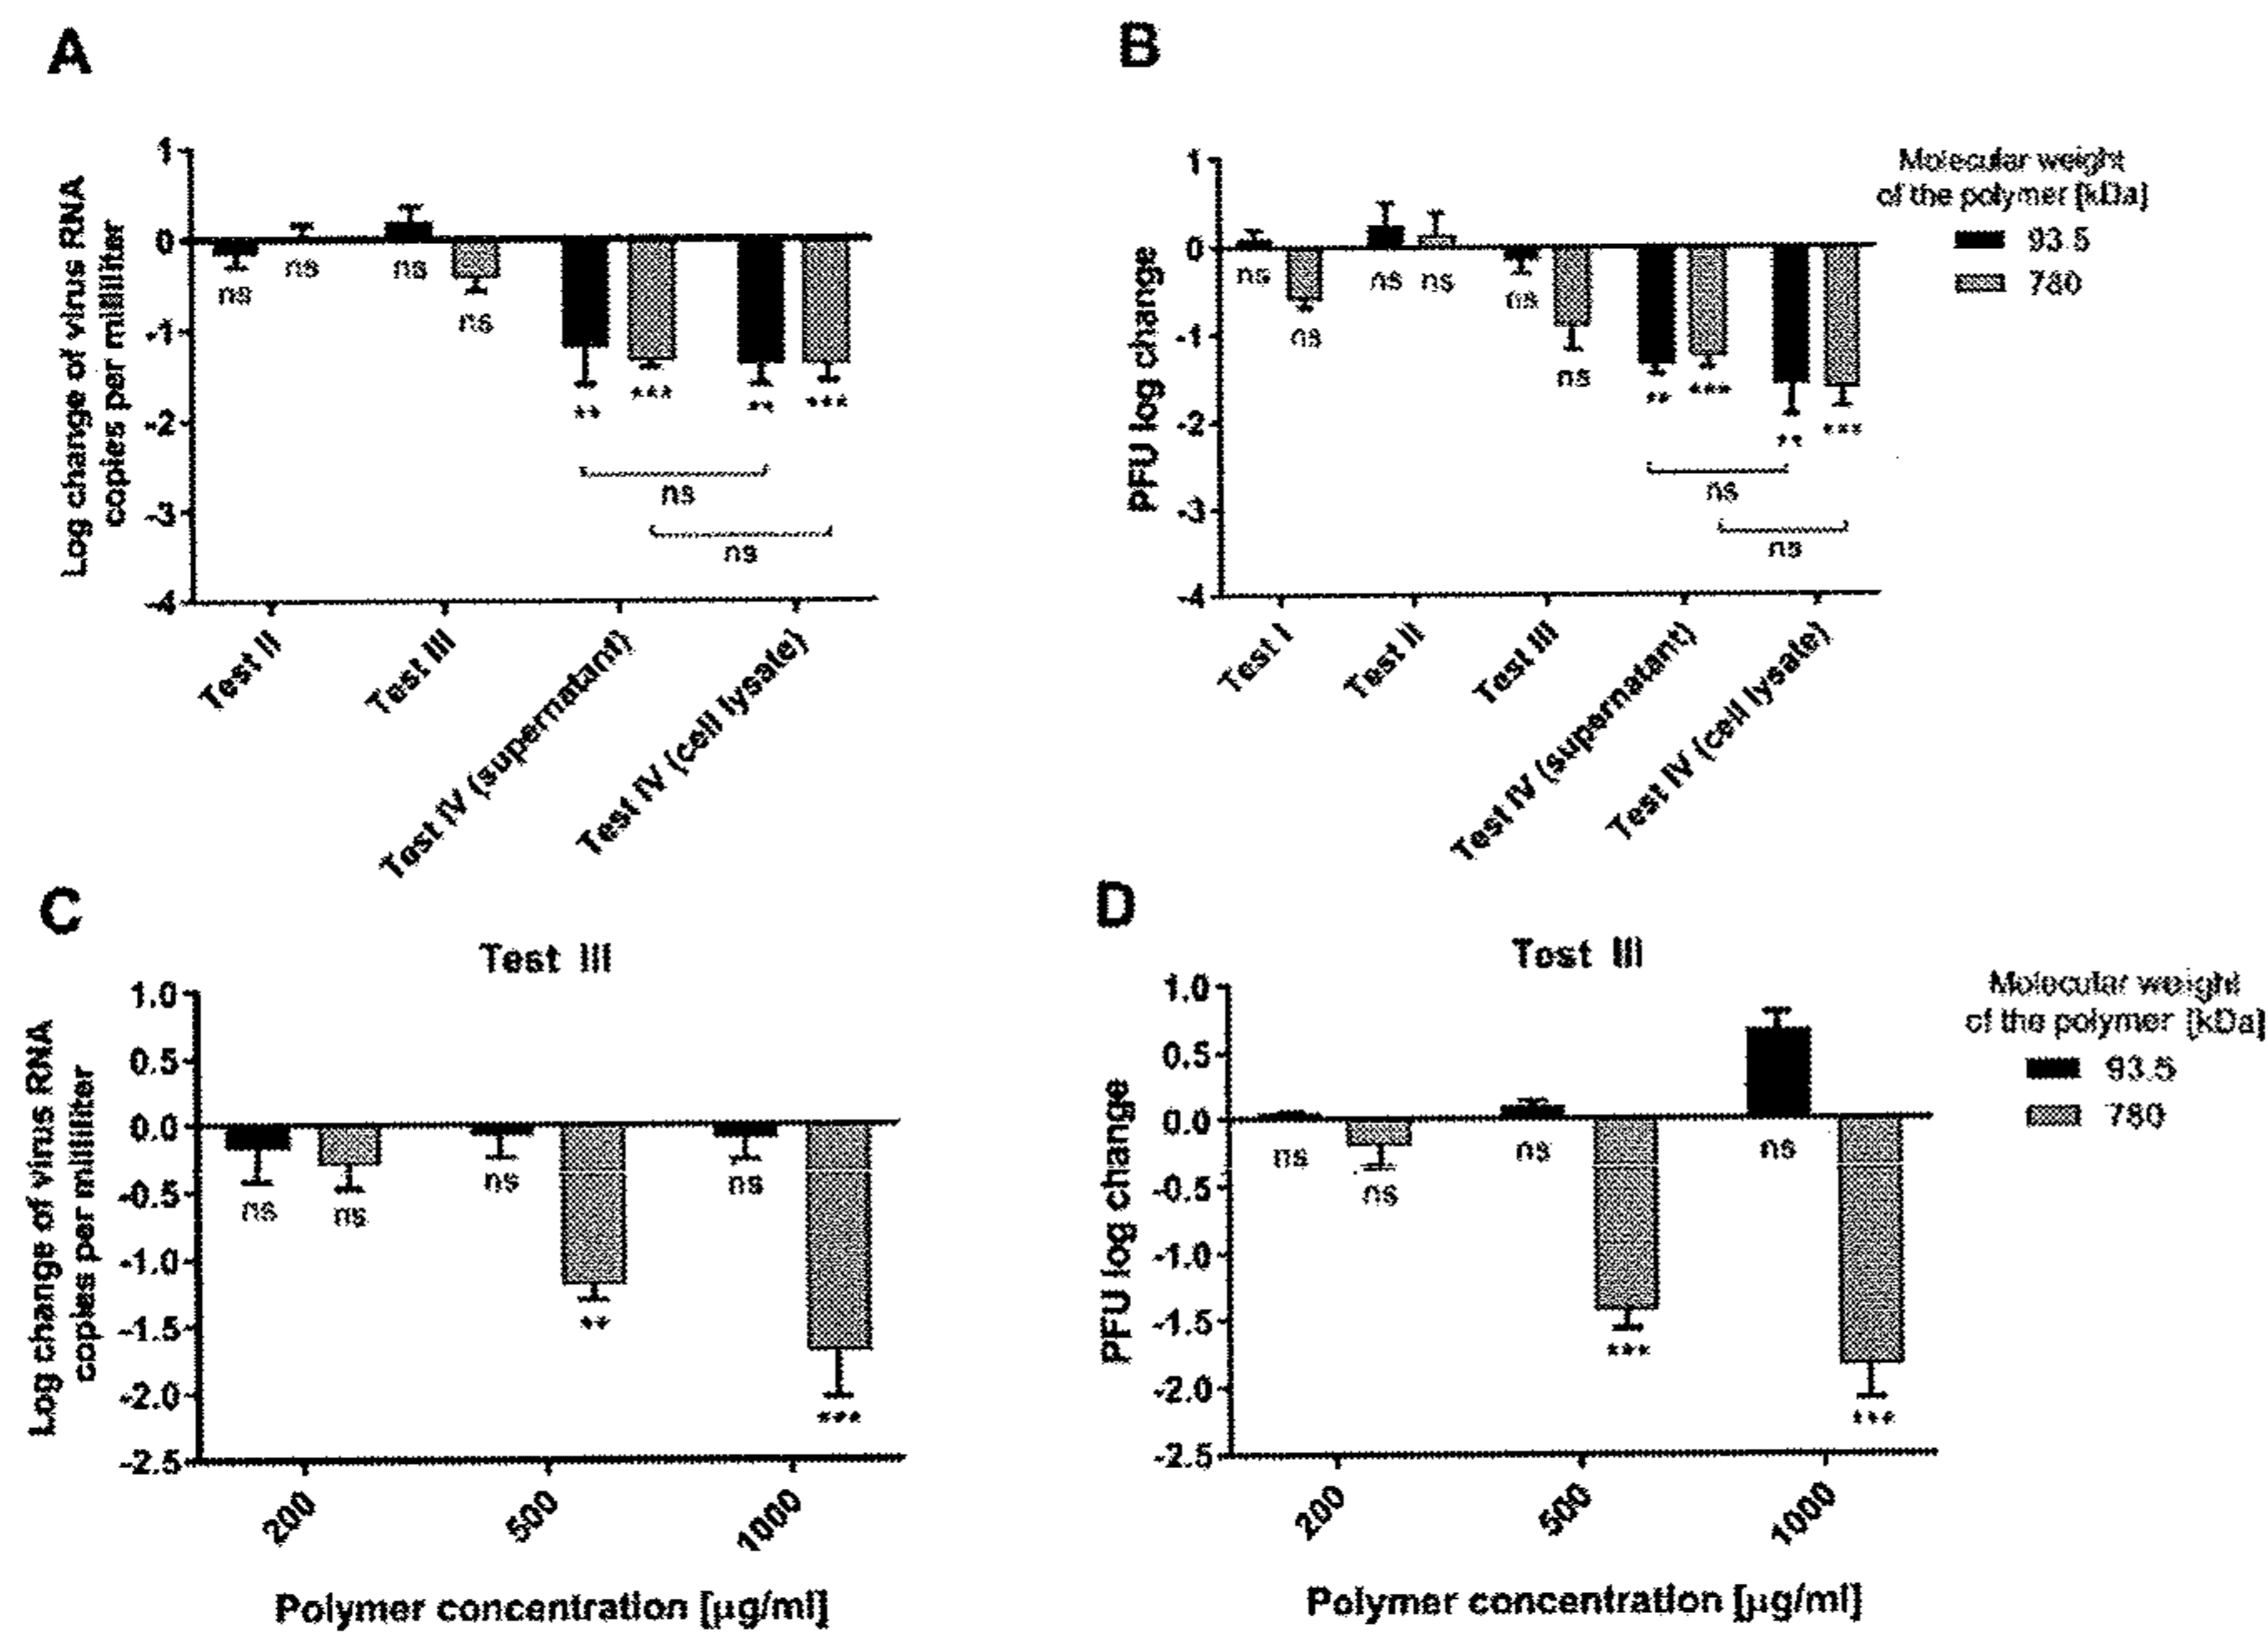 A
Log change of virus RNA
copies per milliliter
1
0
-1
-2
-3
-4
ns
ns
ns
ns
**
***
**
***
ns
ns
Test II
Test III
Test IV (supernatant)
Test IV (cell lysate)
B
PFU log change
1
0
-1
-2
-3
-4
ns
ns
ns
ns
ns
ns
**
***
**
***
ns
ns
Test I
Test II
Test III
Test IV (supernatant)
Test IV (cell lysate)
Molecular weight
of the polymer [kDa]
93.5
780
C
Test III
Log change of virus RNA
copies per milliliter
1.0
0.5
0.0
-0.5
-1.0
-1.5
-2.0
-2.5
ns
ns
ns
**
ns
***
200
500
1000
Polymer concentration [µg/ml]
D
Test III
PFU log change
1.0
0.5
0.0
-0.5
-1.0
-1.5
-2.0
-2.5
ns
ns
ns
***
ns
***
200
500
1000
Polymer concentration [µg/ml]
Molecular weight
of the polymer [kDa]
93.5
780